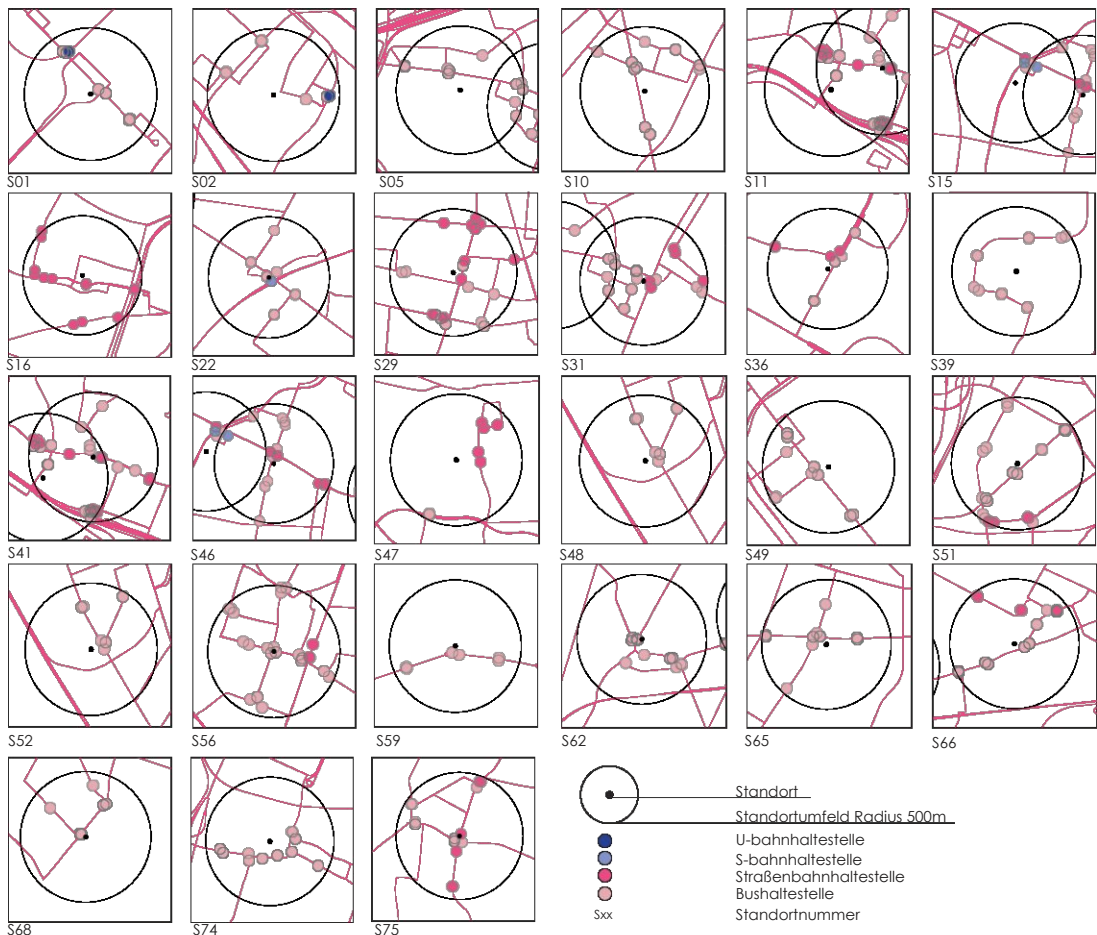 S01
S02
S05
S10
S11
S15
S16
S22
S29
S31
S36
S39
S41
S46
S47
S48
S49
S51
S52
S56
S59
S62
S65
S66
S68
S74
S75
Standort
Standortumfeld Radius 500m
U-bahnhaltestelle
S-bahnhaltestelle
Straßenbahnhaltestelle
Bushaltestelle
Sxx Standortnummer